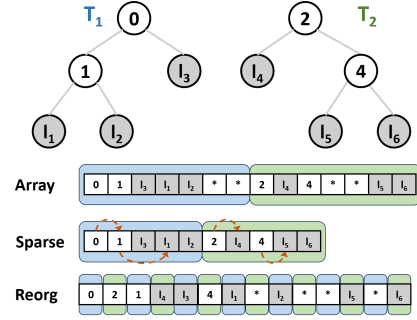 T₁ 0 2 T₂
1 l₃ l₄ 4
l₁ l₂ l₅ l₆
Array 0 1 l₃ l₁ l₂ * * 2 l₄ 4 * * l₅ l₆
Sparse 0 1 l₃ l₁ l₂ 2 l₄ 4 l₅ l₆
Reorg 0 2 1 l₄ l₃ 4 l₁ * l₂ * * l₅ * l₆